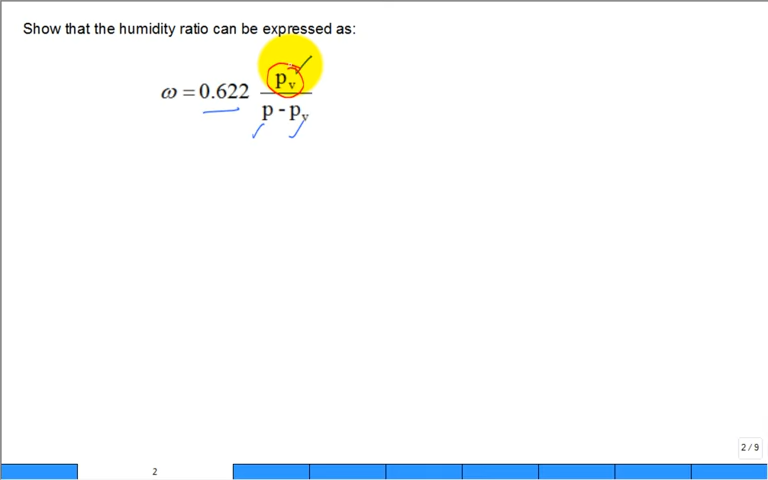 Show that the humidity ratio can be expressed as:
ω = 0.622 p_v / (p - p_v)
2 / 9
2